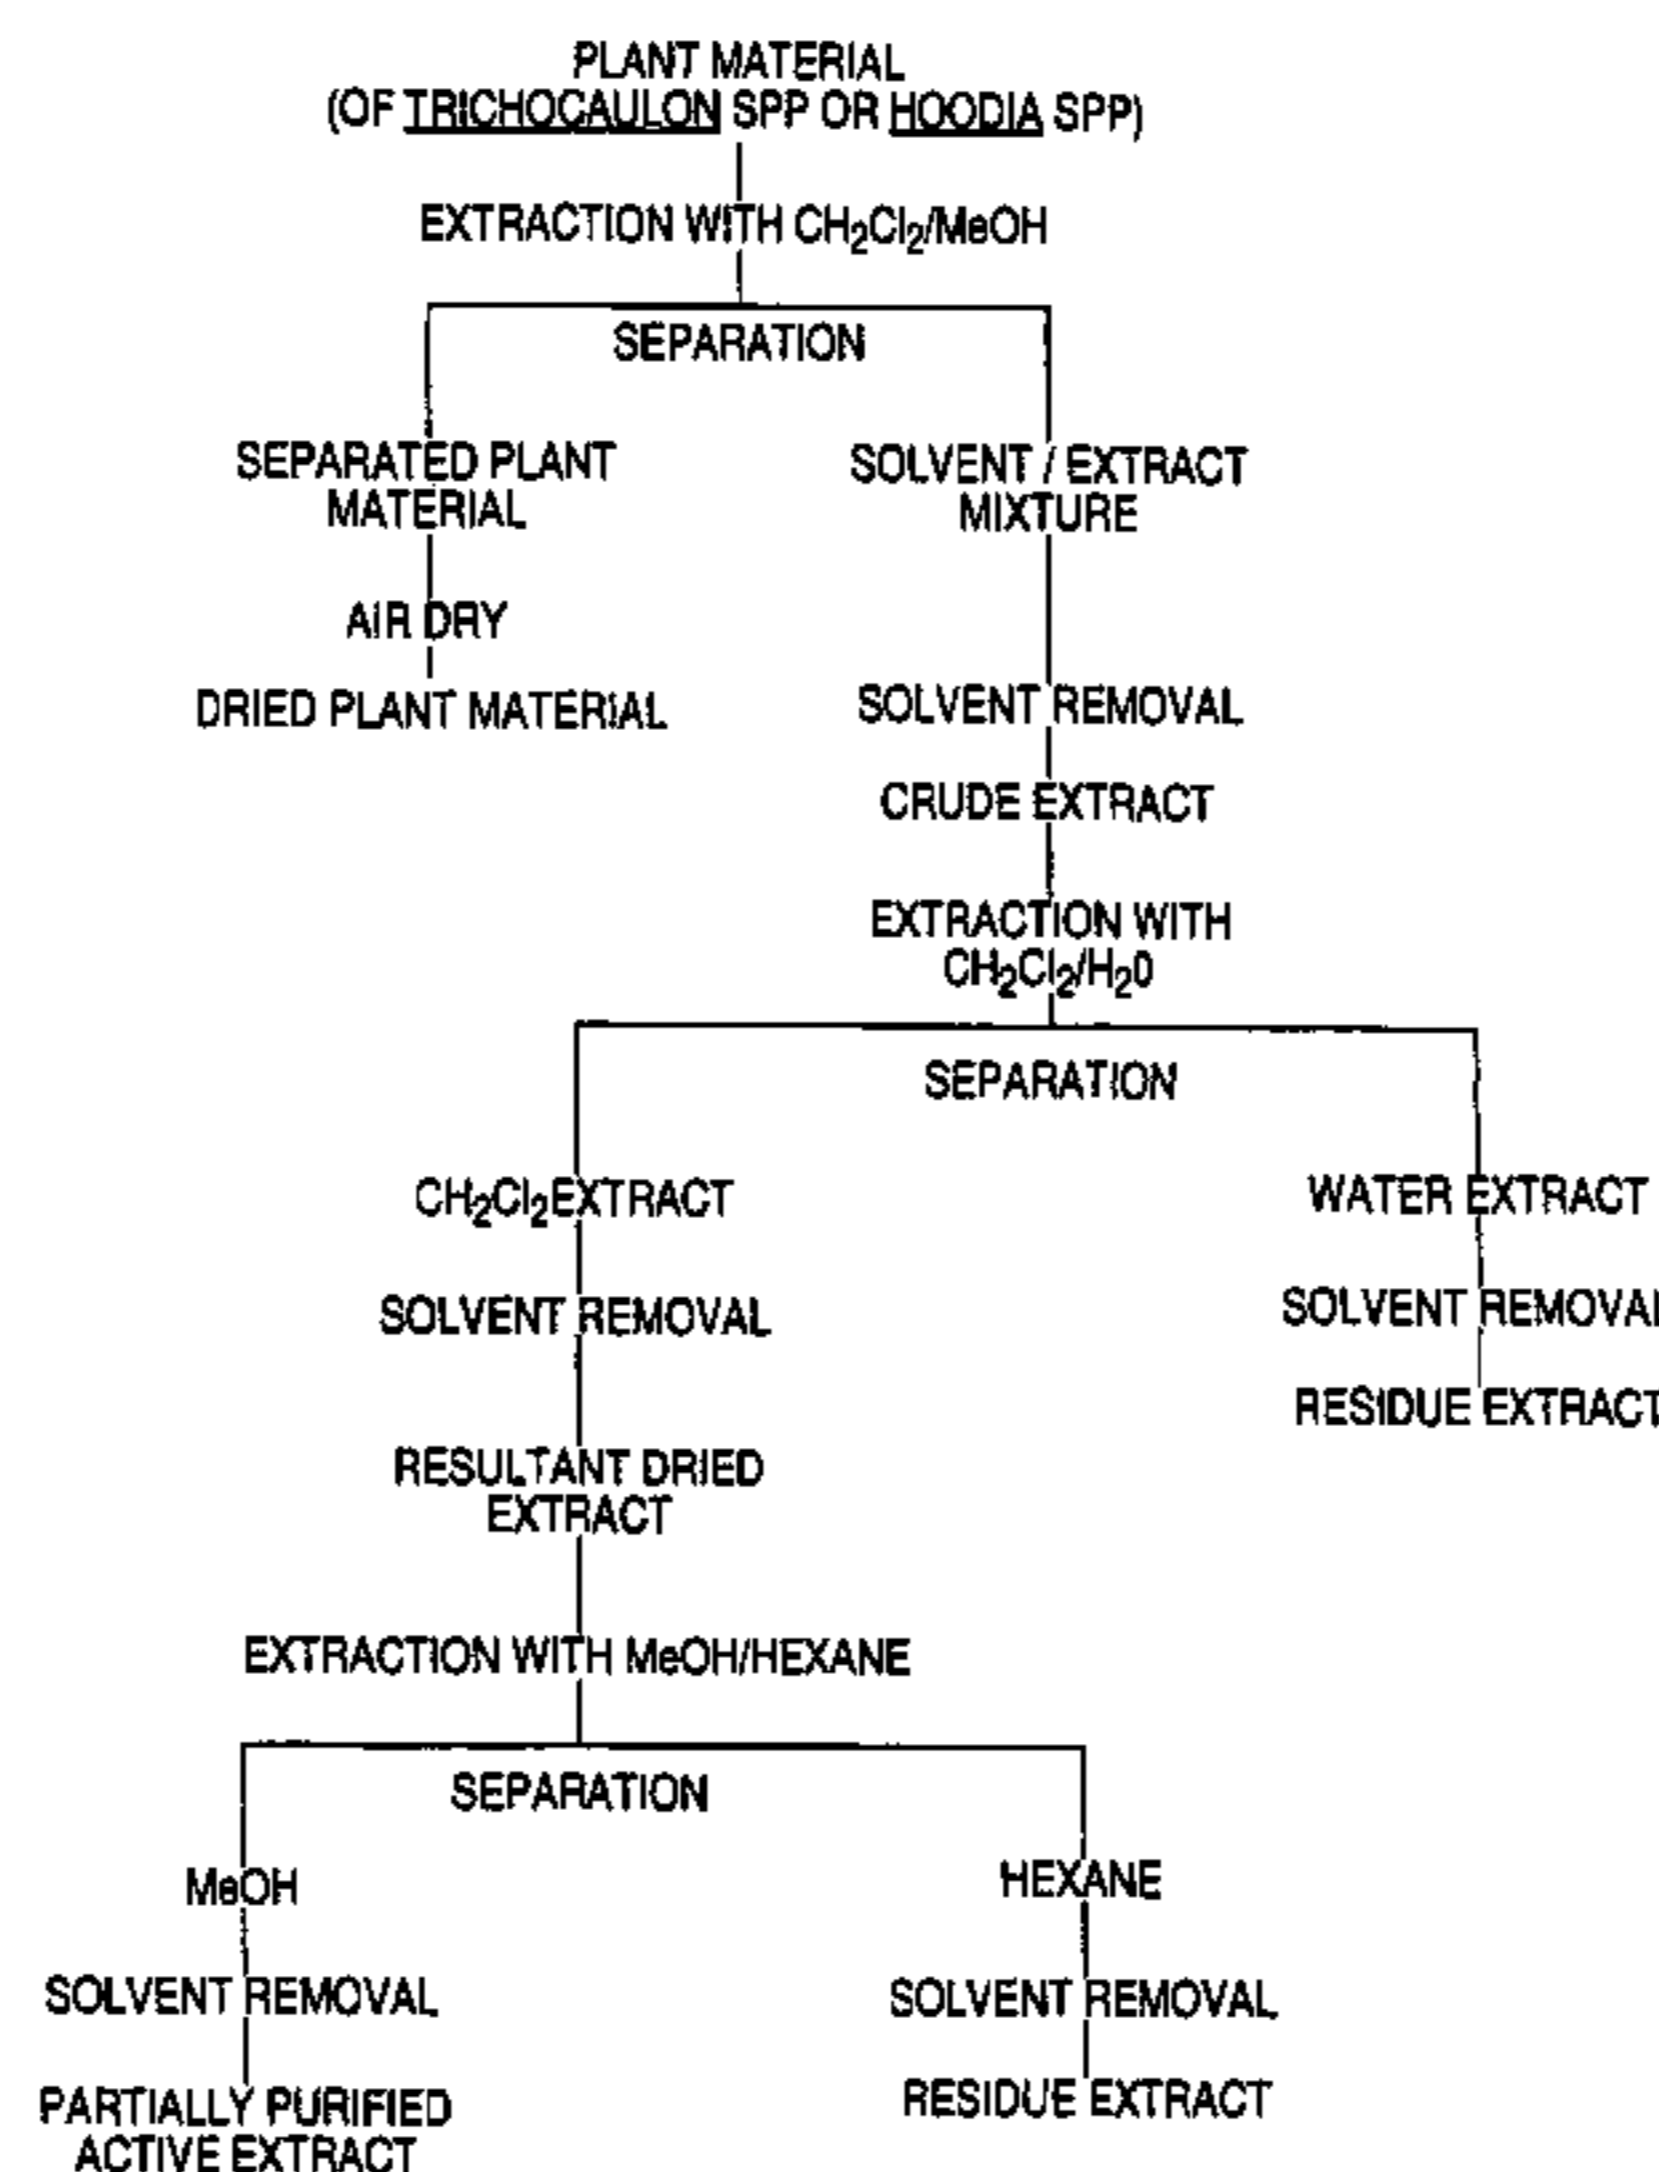 PLANT MATERIAL
(OF TRICHOCAULON SPP OR HOODIA SPP)
EXTRACTION WITH CH₂Cl₂/MeOH
SEPARATION
SEPARATED PLANT
MATERIAL
SOLVENT / EXTRACT
MIXTURE
AIR DRY
DRIED PLANT MATERIAL
SOLVENT REMOVAL
CRUDE EXTRACT
EXTRACTION WITH
CH₂Cl₂/H₂0
SEPARATION
CH₂Cl₂EXTRACT
WATER EXTRACT
SOLVENT REMOVAL
SOLVENT REMOVAL
RESIDUE EXTRACT
RESULTANT DRIED
EXTRACT
EXTRACTION WITH MeOH/HEXANE
SEPARATION
MeOH
HEXANE
SOLVENT REMOVAL
SOLVENT REMOVAL
PARTIALLY PURIFIED
ACTIVE EXTRACT
RESIDUE EXTRACT